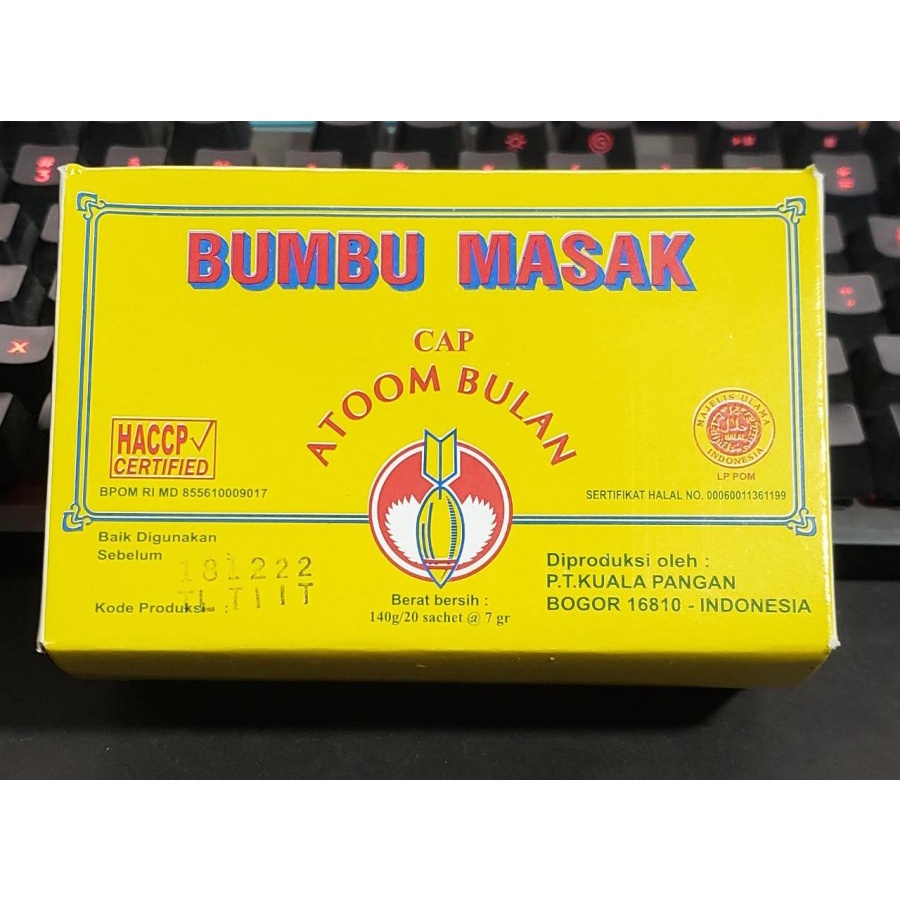 BUMBU MASAK
CAP
ATOOM BULAN
HACCP
CERTIFIED
BPOM RI MD 855610009017
MAJELIS ULAMA
HALAL
INDONESIA
LP POM
SERTIFIKAT HALAL NO. 00060011361199
Baik Digunakan
Sebelum
181222
Kode Produksi
Berat bersih :
140g/20 sachet @ 7 gr
Diproduksi oleh :
P.T.KUALA PANGAN
BOGOR 16810 - INDONESIA
X